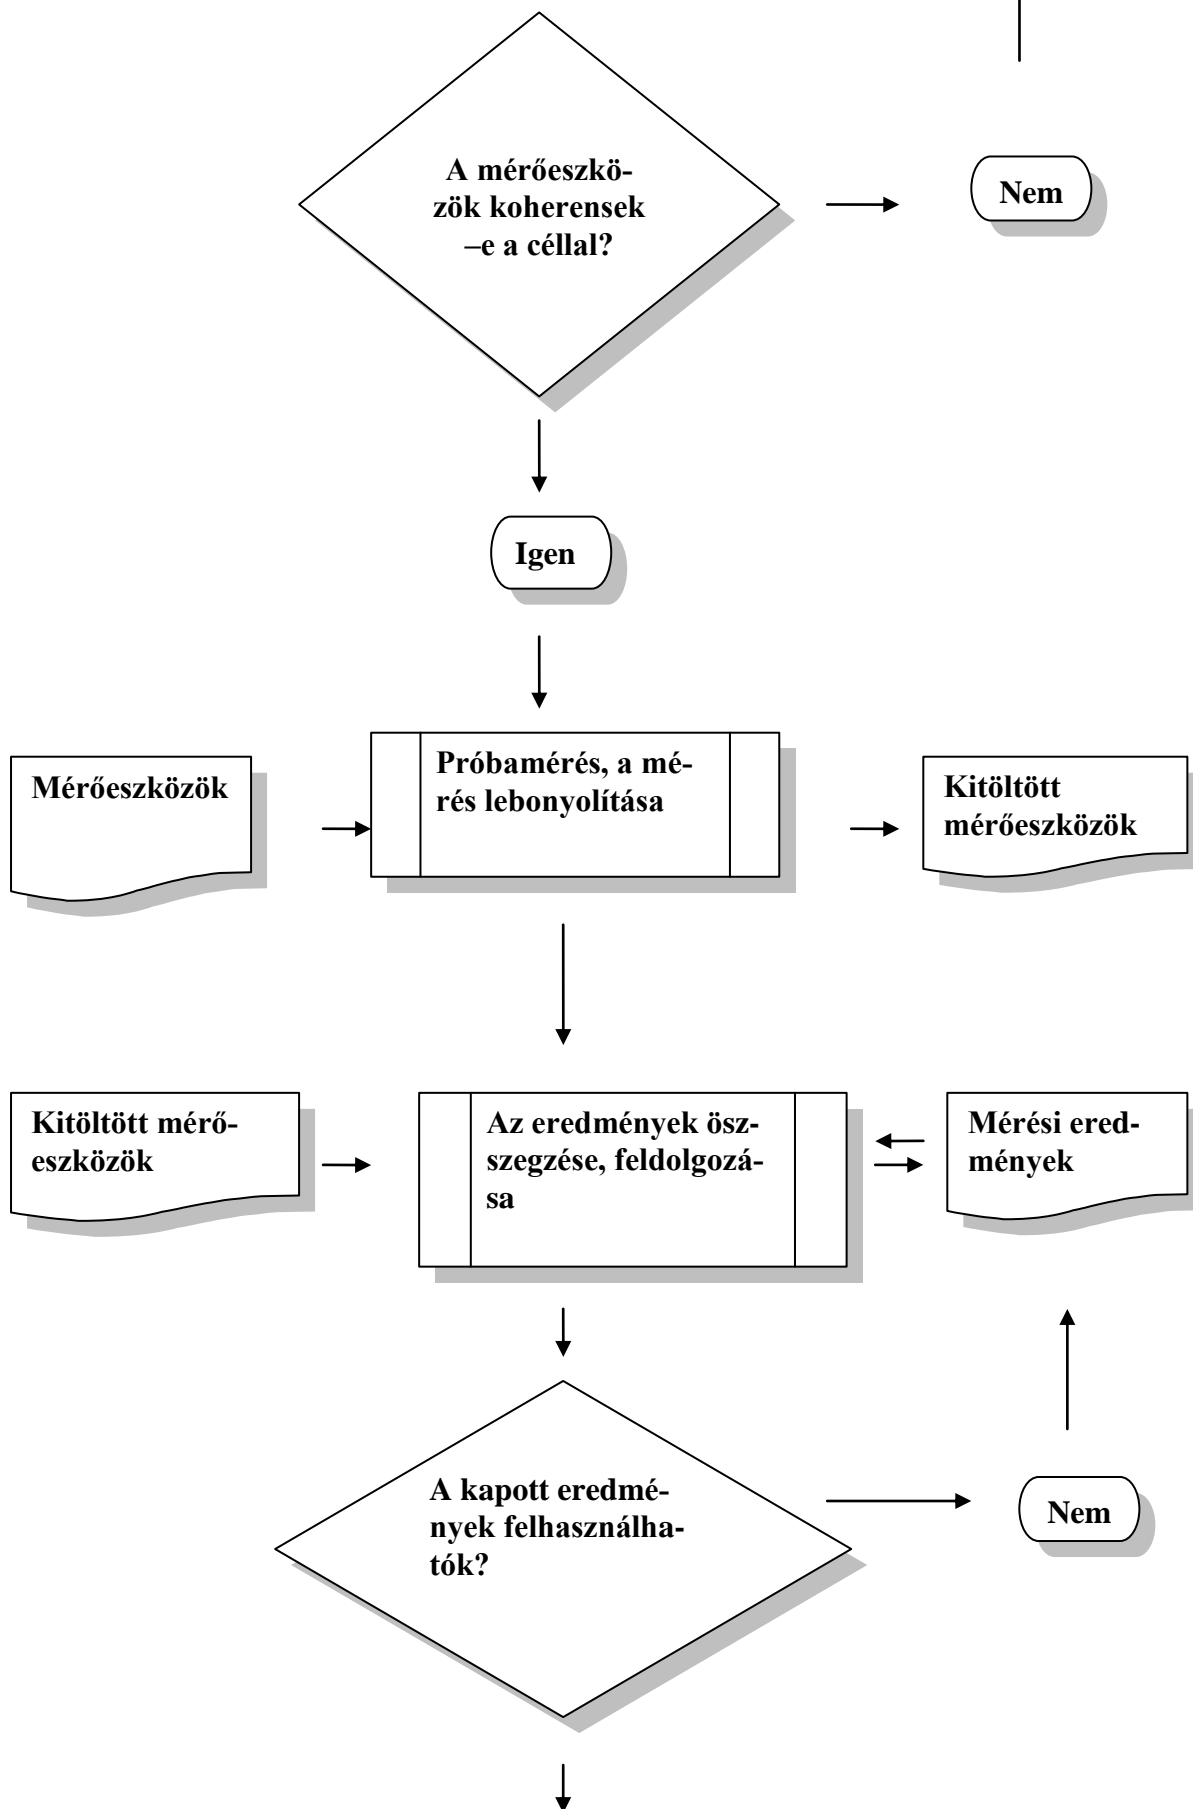 A mérőeszkö-
zök koherensek
–e a céllal?
Nem
Igen
Mérőeszközök
Próbamérés, a mé-
rés lebonyolítása
Kitöltött
mérőeszközök
Kitöltött mérő-
eszközök
Az eredmények ösz-
szegzése, feldolgozá-
sa
Mérési ered-
mények
A kapott eredmé-
nyek felhasználha-
tók?
Nem